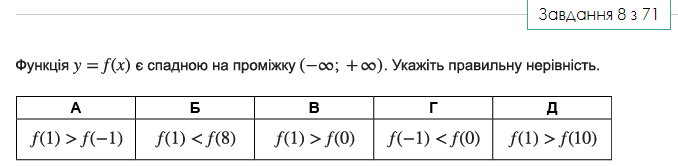 Завдання 8 з 71
Функція y = f(x) є спадною на проміжку (−∞; +∞). Укажіть правильну нерівність.
А Б В Г Д
f(1) > f(−1) f(1) < f(8) f(1) > f(0) f(−1) < f(0) f(1) > f(10)